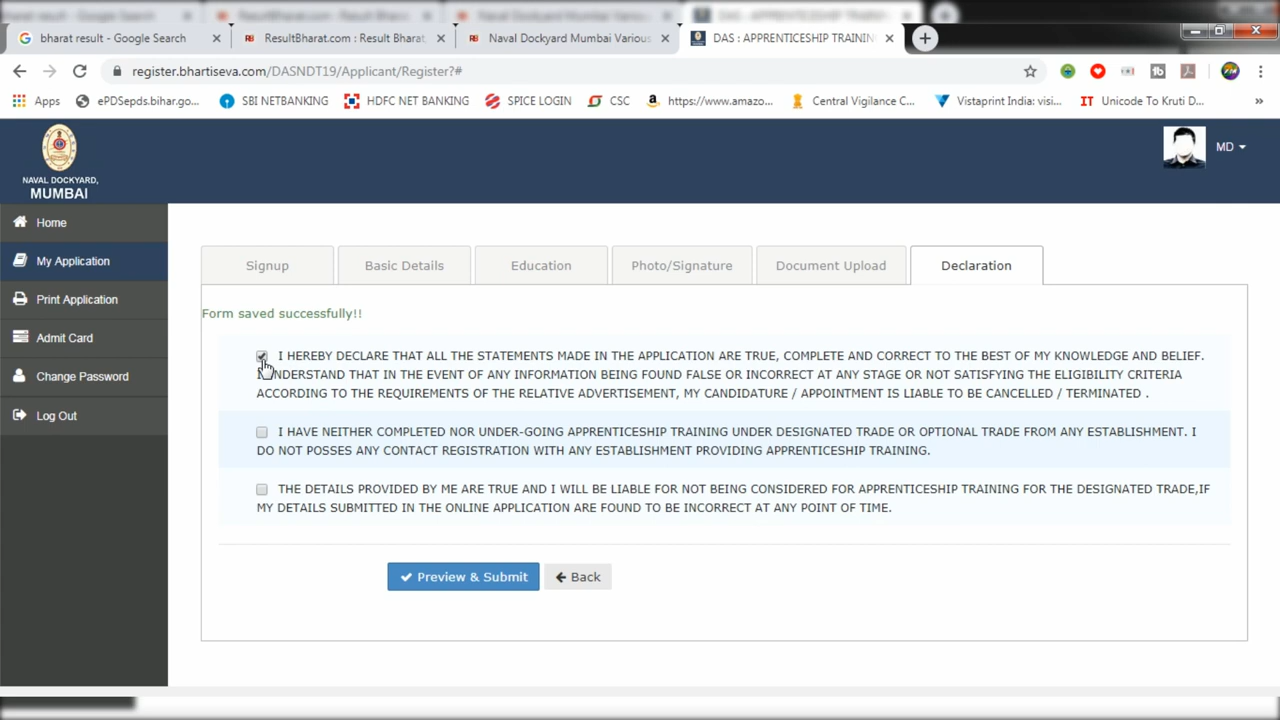 bharat result - Google Search
ResultBharat.com : Result Bharat
Naval Dockyard Mumbai Various
DAS : APPRENTICESHIP TRAININ
register.bhartiseva.com/DASNDT19/Applicant/Register?#
Apps
ePDSepds.bihar.go...
SBI NETBANKING
HDFC NET BANKING
SPICE LOGIN
CSC
https://www.amazo...
Central Vigilance C...
Vistaprint India: visi...
IT Unicode To Kruti D...
»
NAVAL DOCKYARD,
MUMBAI
MD
Home
My Application
Print Application
Admit Card
Change Password
Log Out
Signup
Basic Details
Education
Photo/Signature
Document Upload
Declaration
Form saved successfully!!
I HEREBY DECLARE THAT ALL THE STATEMENTS MADE IN THE APPLICATION ARE TRUE, COMPLETE AND CORRECT TO THE BEST OF MY KNOWLEDGE AND BELIEF.
I UNDERSTAND THAT IN THE EVENT OF ANY INFORMATION BEING FOUND FALSE OR INCORRECT AT ANY STAGE OR NOT SATISFYING THE ELIGIBILITY CRITERIA
ACCORDING TO THE REQUIREMENTS OF THE RELATIVE ADVERTISEMENT, MY CANDIDATURE / APPOINTMENT IS LIABLE TO BE CANCELLED / TERMINATED .
I HAVE NEITHER COMPLETED NOR UNDER-GOING APPRENTICESHIP TRAINING UNDER DESIGNATED TRADE OR OPTIONAL TRADE FROM ANY ESTABLISHMENT. I
DO NOT POSSES ANY CONTACT REGISTRATION WITH ANY ESTABLISHMENT PROVIDING APPRENTICESHIP TRAINING.
THE DETAILS PROVIDED BY ME ARE TRUE AND I WILL BE LIABLE FOR NOT BEING CONSIDERED FOR APPRENTICESHIP TRAINING FOR THE DESIGNATED TRADE,IF
MY DETAILS SUBMITTED IN THE ONLINE APPLICATION ARE FOUND TO BE INCORRECT AT ANY POINT OF TIME.
Preview & Submit
Back